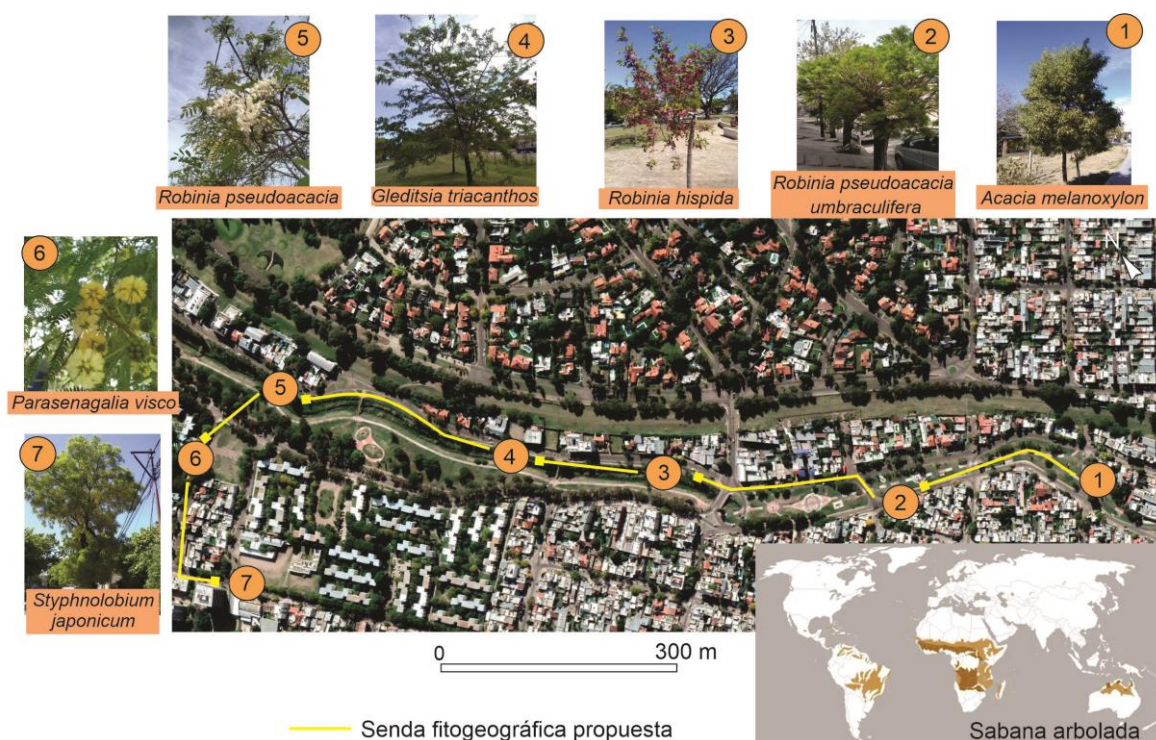 5
4
3
2
1
Robinia pseudoacacia
Gleditsia triacanthos
Robinia hispida
Robinia pseudoacacia
umbraculifera
Acacia melanoxylon
6
Parasenagalia visco
7
Styphnolobium
japonicum
N
5
4
3
2
1
6
7
0
300 m
Senda fitogeográfica propuesta
Sabana arbolada